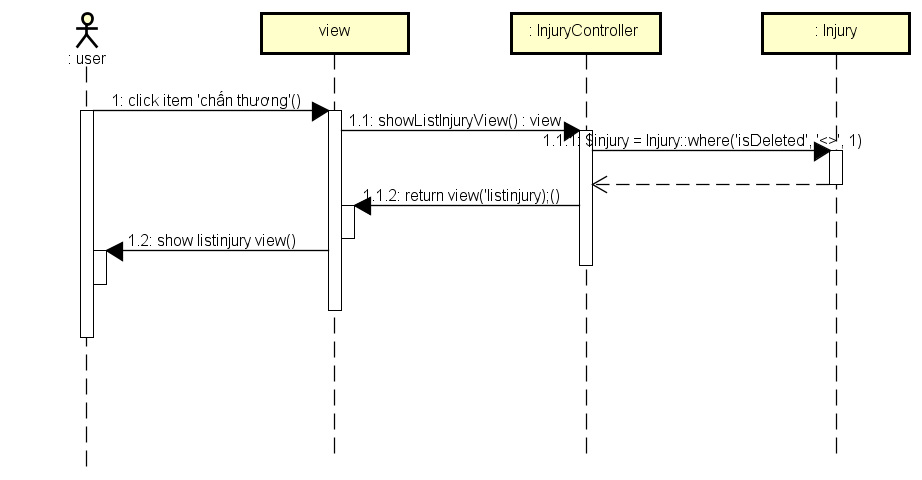 : user
view
: InjuryController
: Injury
1: click item 'chấn thương'()
1.1: showListInjuryView() : view
1.1.1: $injury = Injury::where('isDeleted', '<>', 1)
1.1.2: return view('listinjury);()
1.2: show listinjury view()